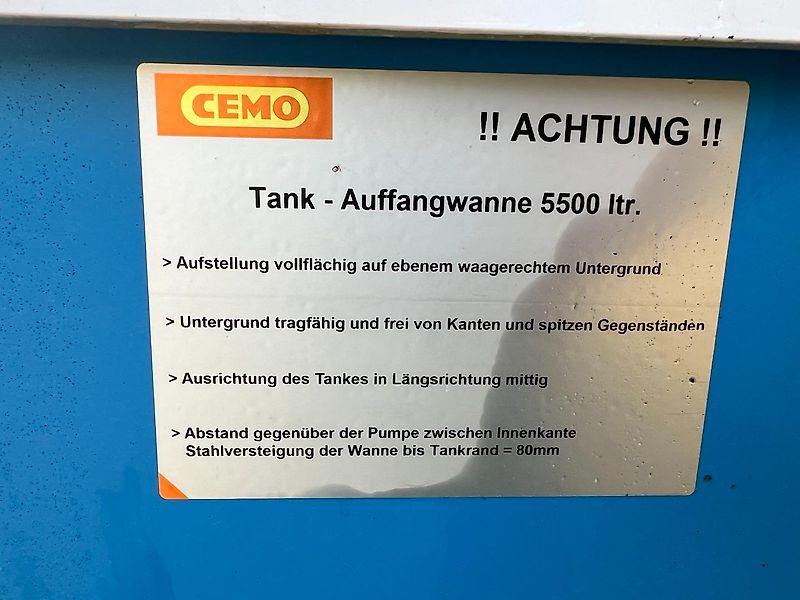 CEMO
!! ACHTUNG !!
Tank - Auffangwanne 5500 ltr.
> Aufstellung vollflächig auf ebenem waagerechtem Untergrund
> Untergrund tragfähig und frei von Kanten und spitzen Gegenständen
> Ausrichtung des Tankes in Längsrichtung mittig
> Abstand gegenüber der Pumpe zwischen Innenkante
Stahlversteigung der Wanne bis Tankrand = 80mm